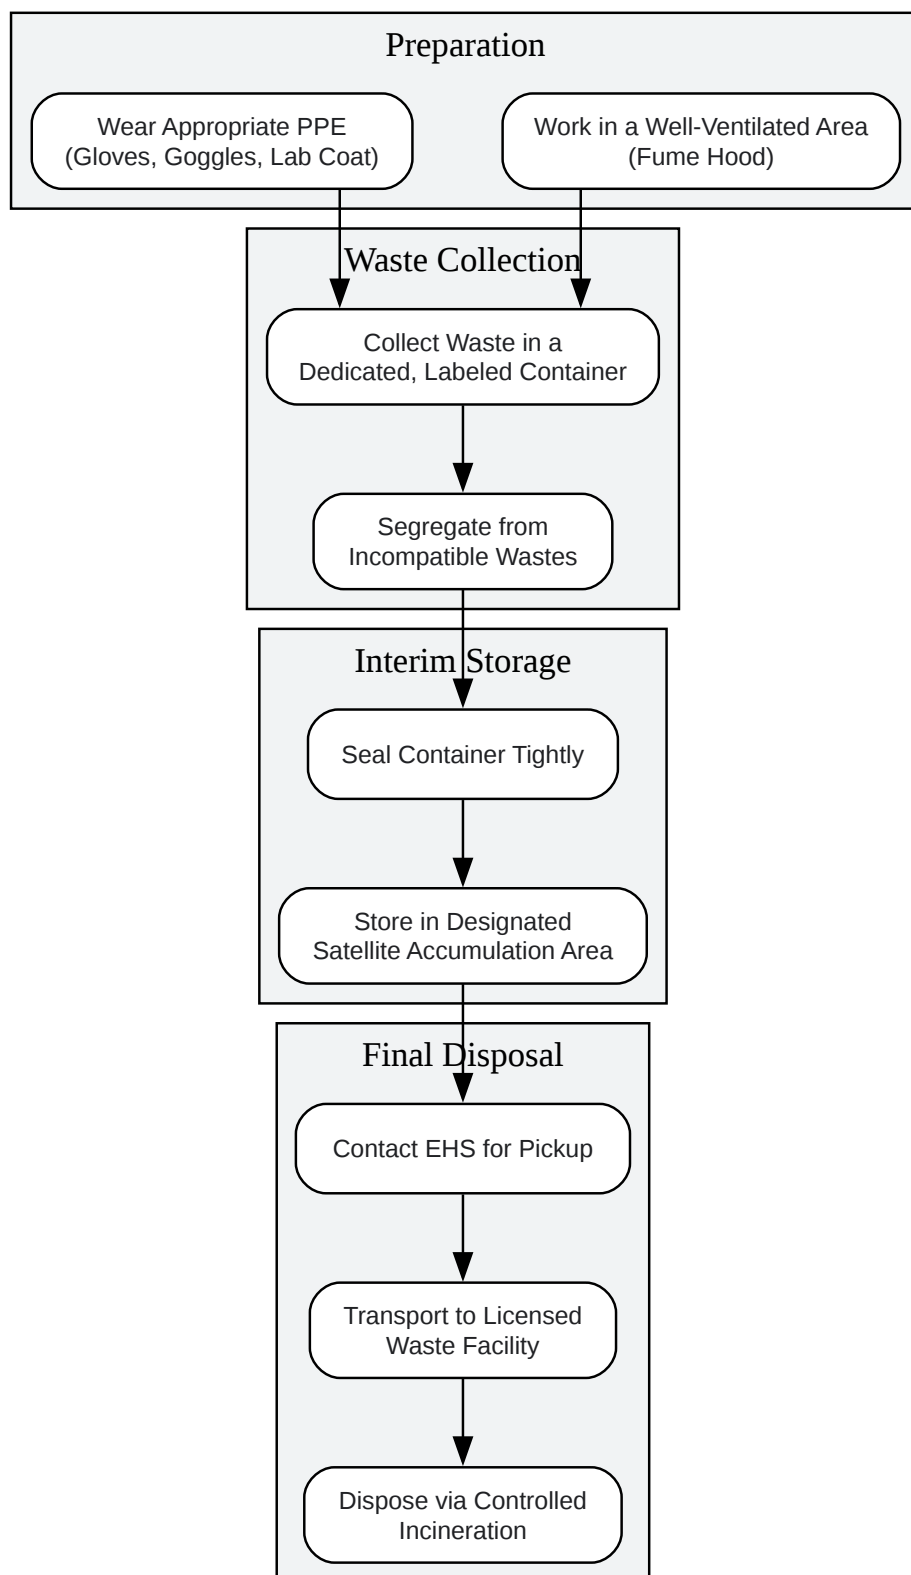 Preparation
Wear Appropriate PPE
(Gloves, Goggles, Lab Coat)
Work in a Well-Ventilated Area
(Fume Hood)
Waste Collection
Collect Waste in a
Dedicated, Labeled Container
Segregate from
Incompatible Wastes
Interim Storage
Seal Container Tightly
Store in Designated
Satellite Accumulation Area
Final Disposal
Contact EHS for Pickup
Transport to Licensed
Waste Facility
Dispose via Controlled
Incineration